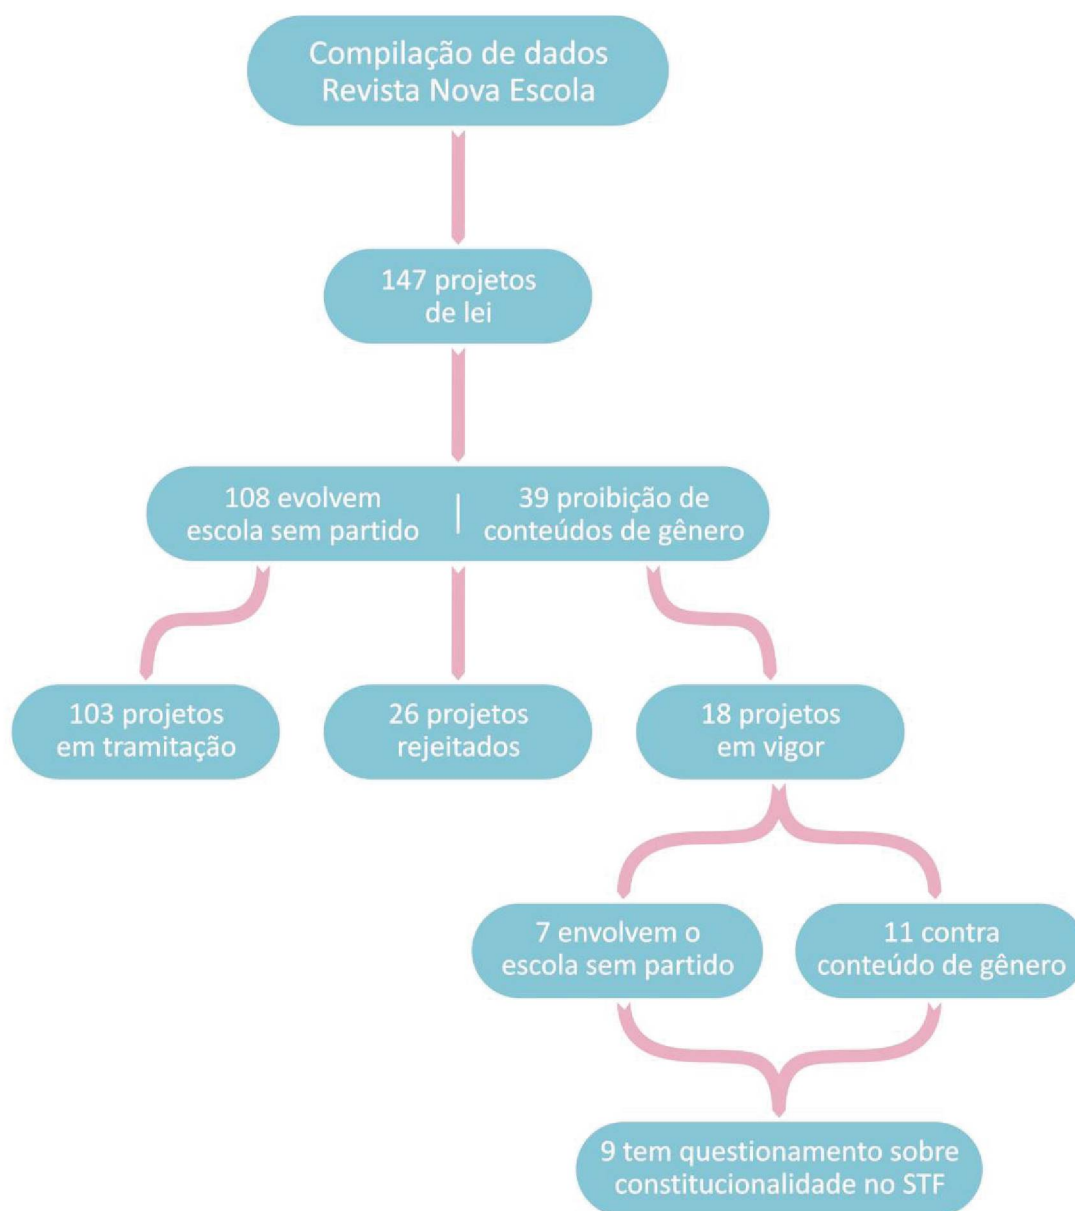 Compilação de dados
Revista Nova Escola
147 projetos
de lei
108 evolvem
escola sem partido
39 proibição de
conteúdos de gênero
103 projetos
em tramitação
26 projetos
rejeitados
18 projetos
em vigor
7 envolvem o
escola sem partido
11 contra
conteúdo de gênero
9 tem questionamento sobre
constitucionalidade no STF